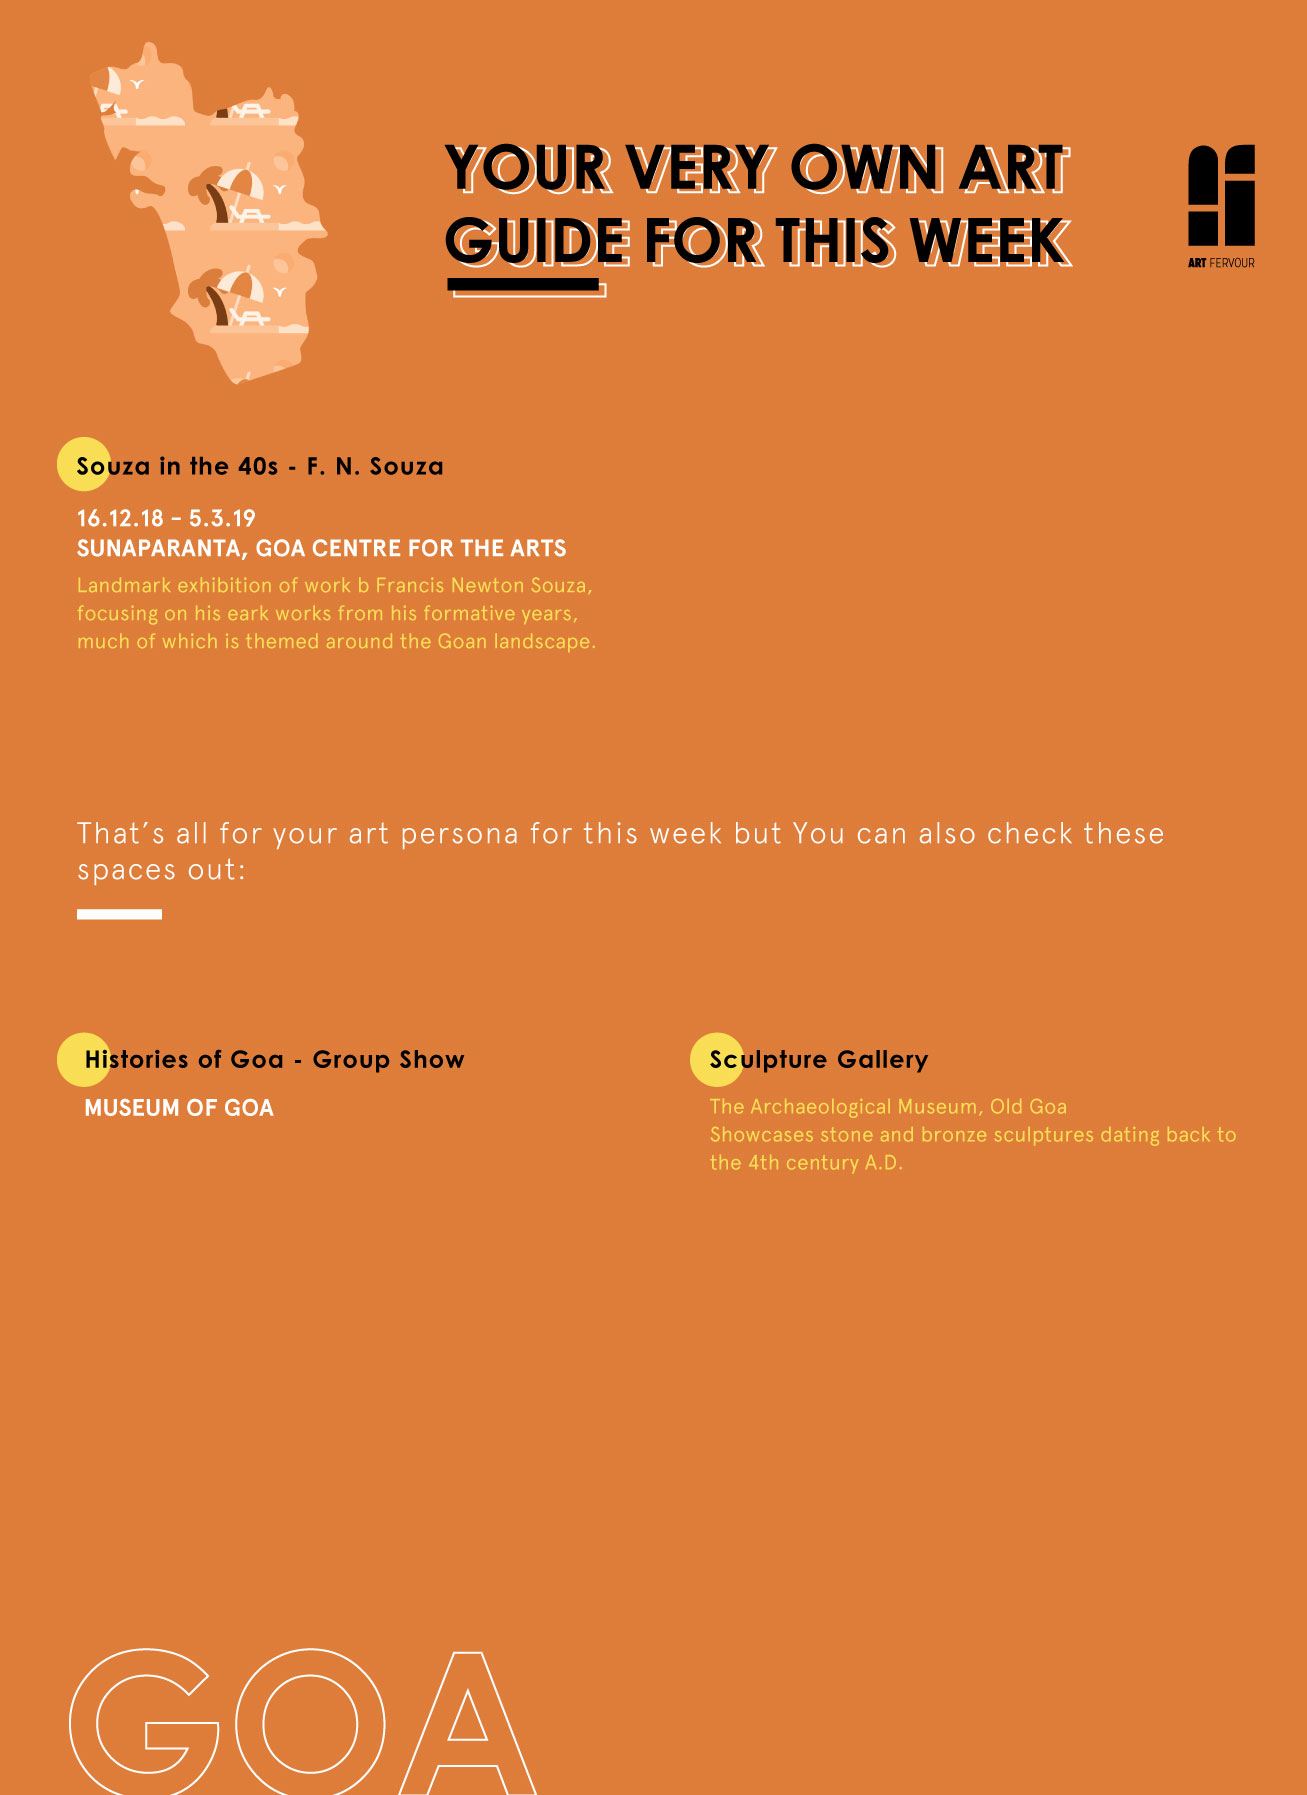 YOUR VERY OWN ART
GUIDE FOR THIS WEEK
ART FERVOUR
Souza in the 40s - F. N. Souza
16.12.18 – 5.3.19
SUNAPARANTA, GOA CENTRE FOR THE ARTS
Landmark exhibition of work b Francis Newton Souza,
focusing on his eark works from his formative years,
much of which is themed around the Goan landscape.
That´s all for your art persona for this week but You can also check these
spaces out:
Histories of Goa - Group Show
MUSEUM OF GOA
Sculpture Gallery
The Archaeological Museum, Old Goa
Showcases stone and bronze sculptures dating back to
the 4th century A.D.
GOA